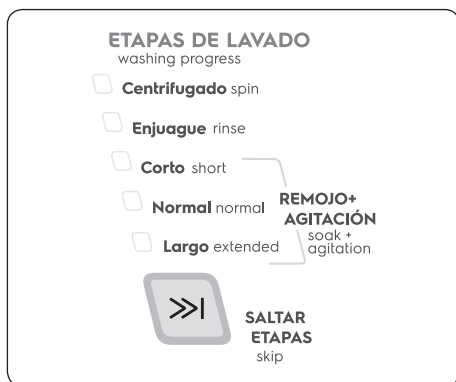 ETAPAS DE LAVADO
washing progress
Centrifugado spin
Enjuague rinse
Corto short
Normal normal
Largo extended
REMOJO+
AGITACIÓN
soak +
agitation
SALTAR
ETAPAS
skip